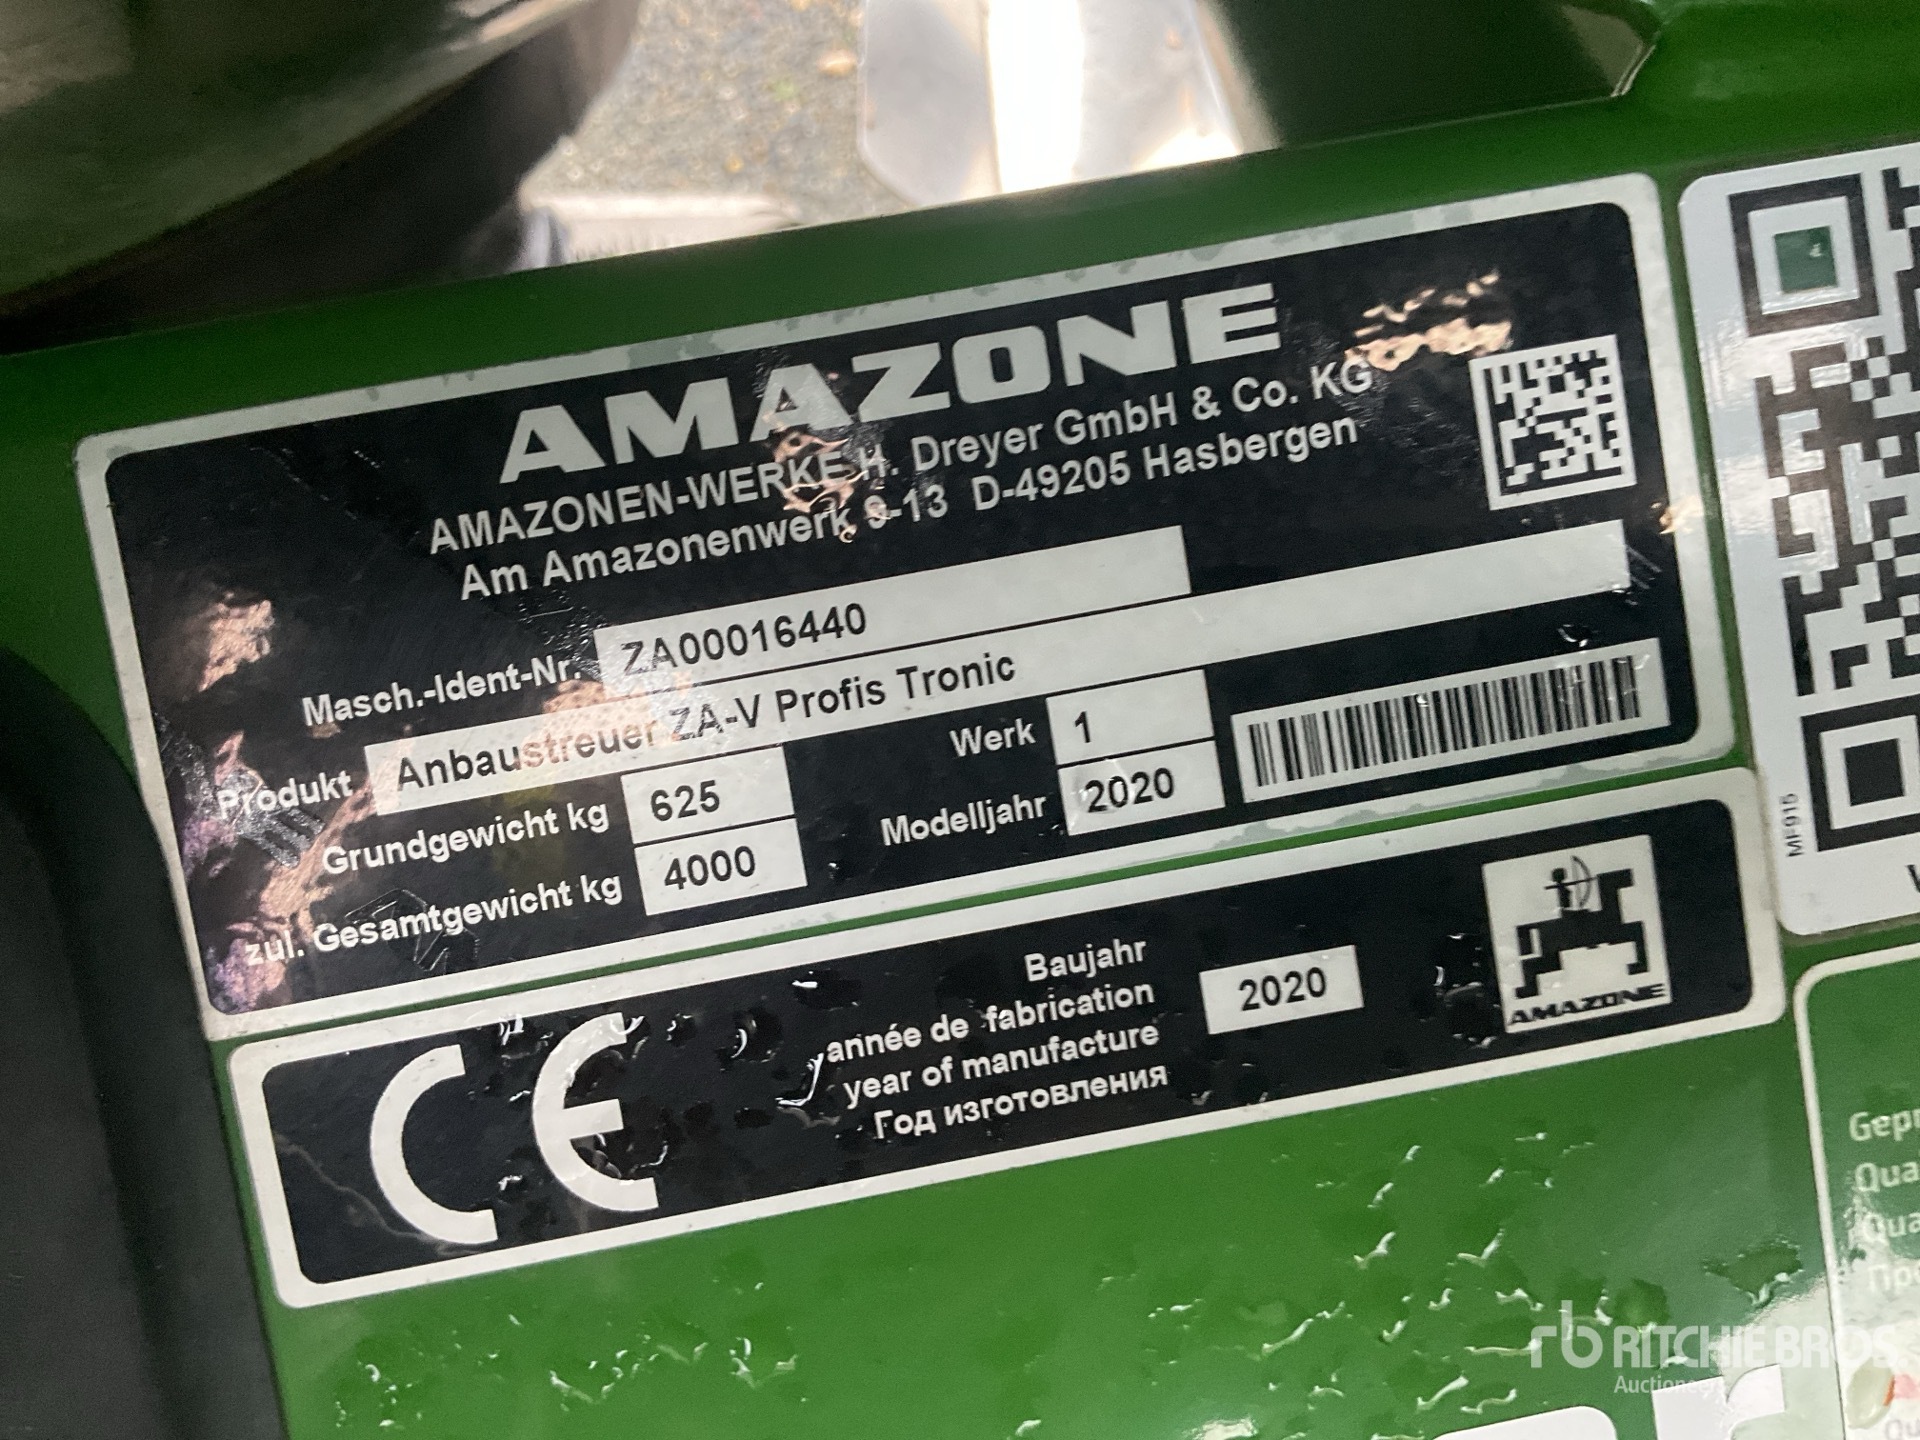 AMAZONE
AMAZONEN-WERKE H. Dreyer GmbH & Co. KG
Am Amazonenwerk 9-13 D-49205 Hasbergen
Masch.-Ident-Nr. ZA00016440
Produkt Anbaustreuer ZA-V Profis Tronic
Grundgewicht kg 625
Werk 1
zul. Gesamtgewicht kg 4000
Modelljahr 2020
CE
Baujahr
année de fabrication
year of manufacture
Год изготовления
2020
AMAZONE
MF915
rb RITCHIE BROS
Auctioneers